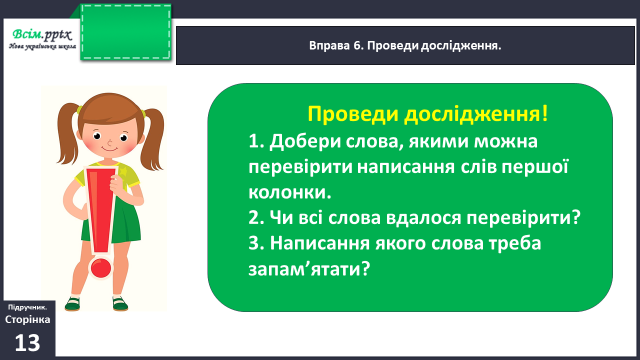 Всім.pptx
Нова українська школа
Вправа 6. Проведи дослідження.
Проведи дослідження!
1. Добери слова, якими можна
перевірити написання слів першої
колонки.
2. Чи всі слова вдалося перевірити?
3. Написання якого слова треба
запам’ятати?
Підручник.
Сторінка
13